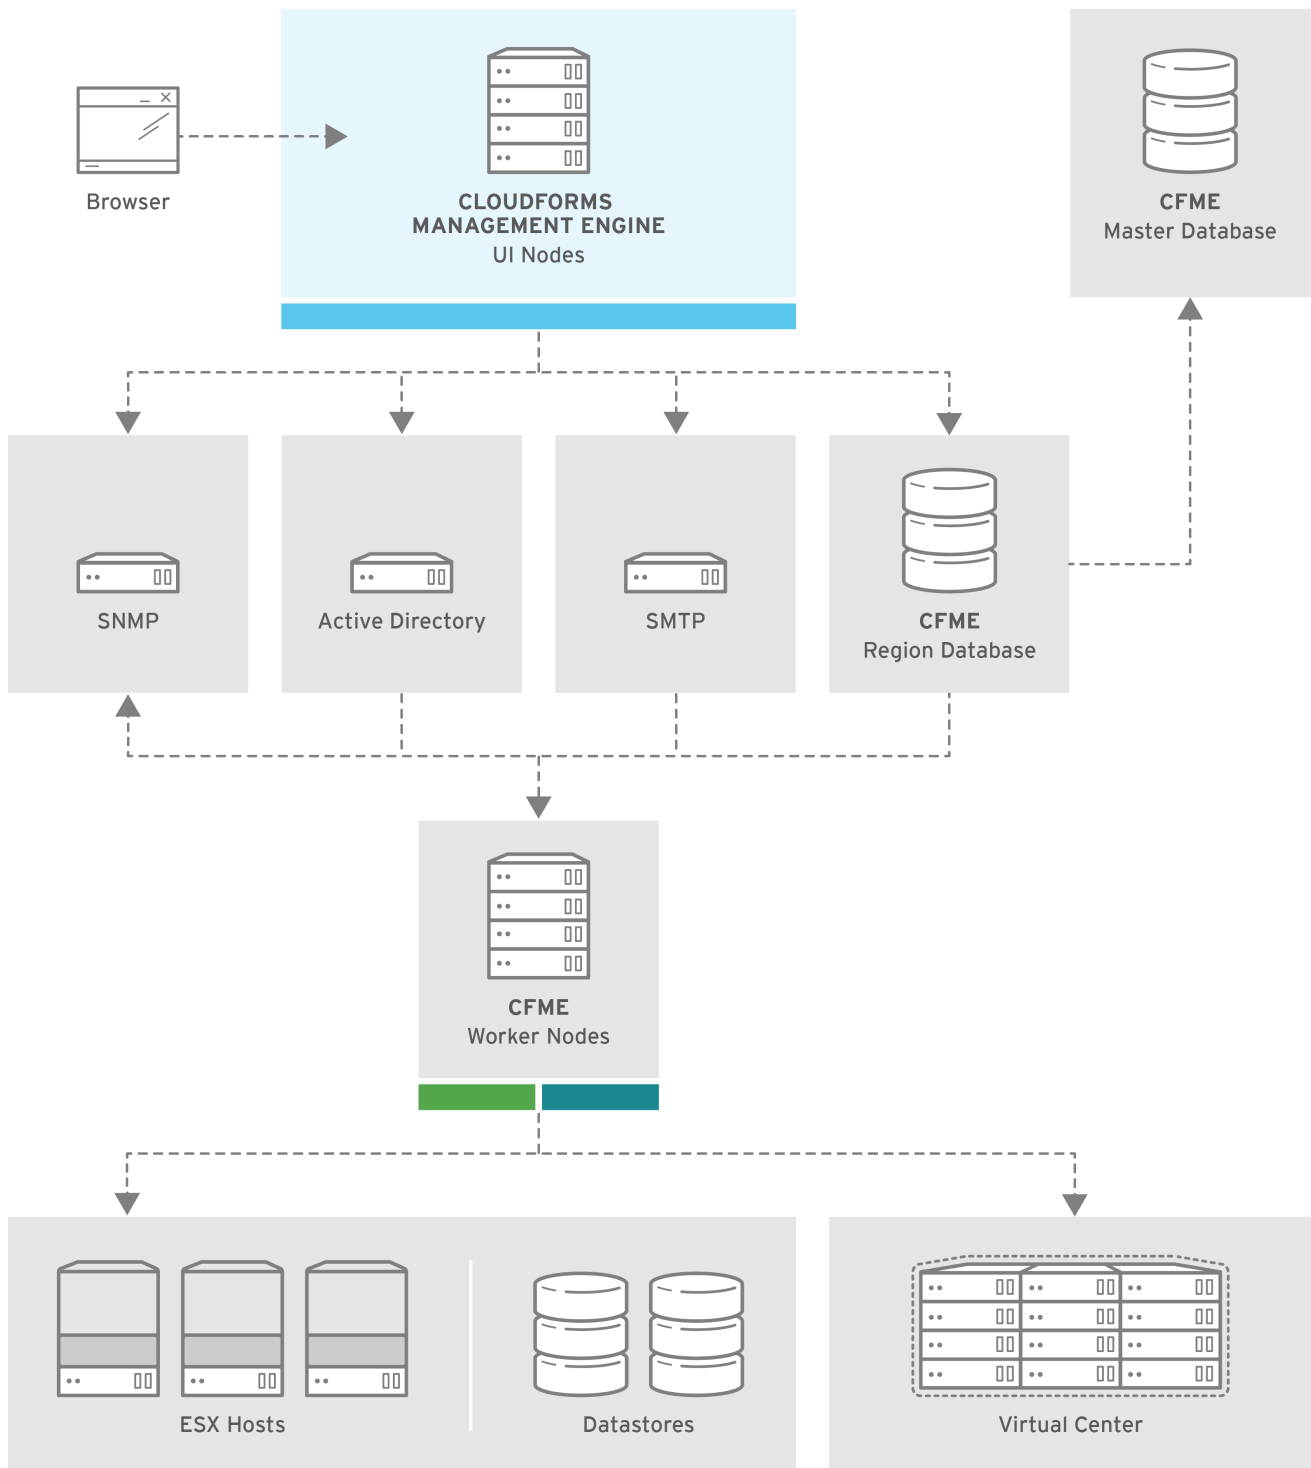 Browser
CLOUDFORMS
MANAGEMENT ENGINE
UI Nodes
CFME
Master Database
SNMP
Active Directory
SMTP
CFME
Region Database
CFME
Worker Nodes
ESX Hosts
Datastores
Virtual Center